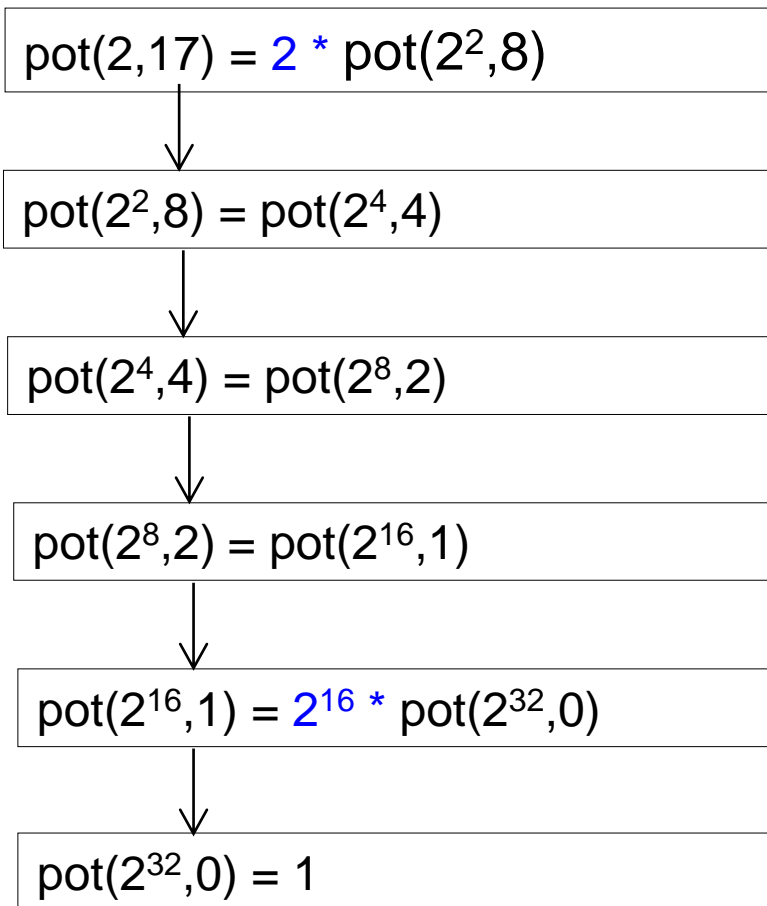 pot(2,17) = 2 * pot(2²,8)
pot(2²,8) = pot(2⁴,4)
pot(2⁴,4) = pot(2⁸,2)
pot(2⁸,2) = pot(2¹⁶,1)
pot(2¹⁶,1) = 2¹⁶ * pot(2³²,0)
pot(2³²,0) = 1